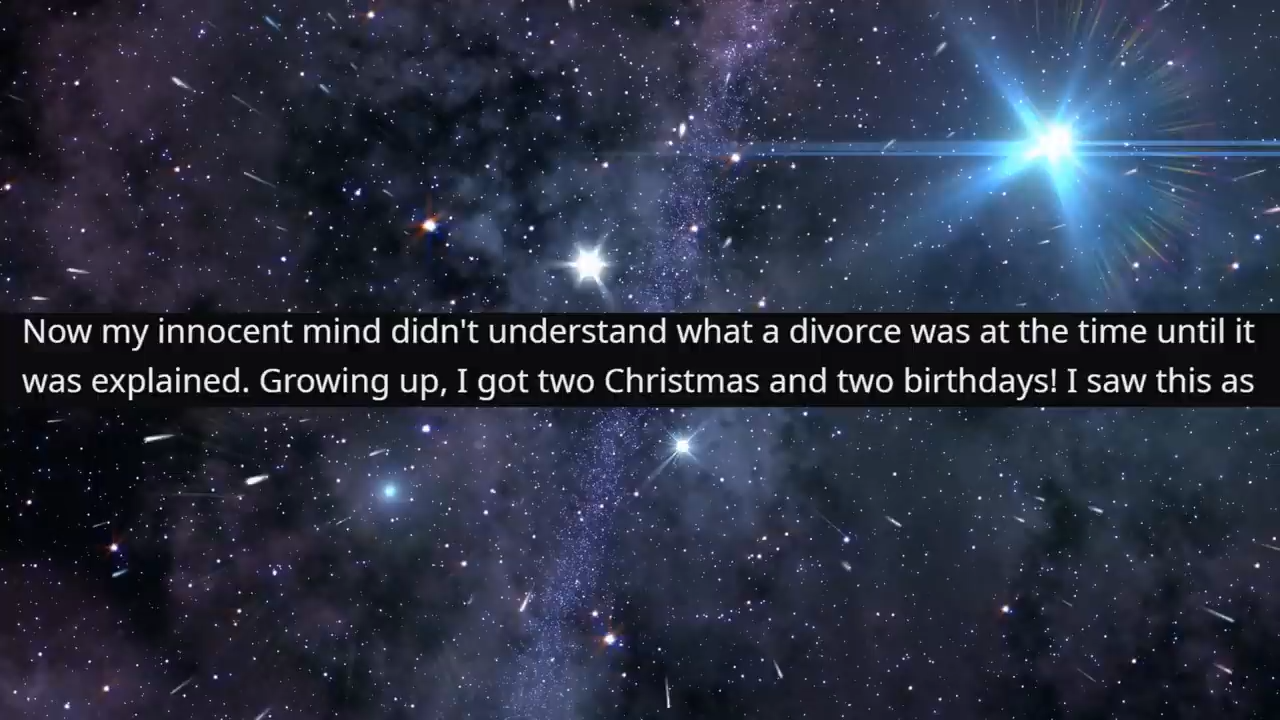 Now my innocent mind didn't understand what a divorce was at the time until it
was explained. Growing up, I got two Christmas and two birthdays! I saw this as